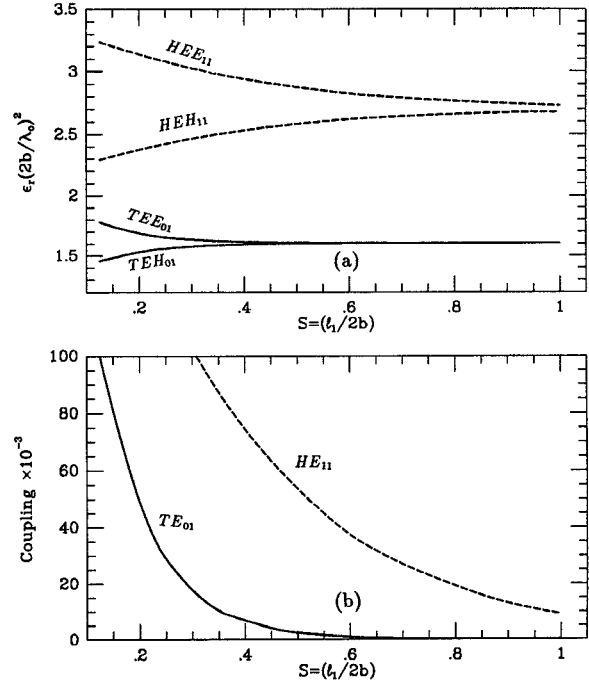 3.5
HEE₁₁
3
HEH₁₁
2.5
εᵣ(2b/λₒ)²
2
TEE₀₁
1.5
TEH₀₁
(a)
.2 .4 .6 .8 1
S=(ℓ₁/2b)
100
80
HE₁₁
60
Coupling ×10⁻³
TE₀₁
40
20
(b)
0
.2 .4 .6 .8 1
S=(ℓ₁/2b)